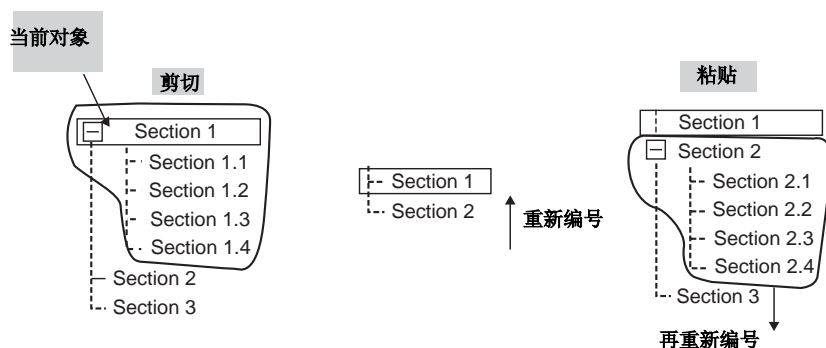 当前对象
剪切
Section 1
Section 1.1
Section 1.2
Section 1.3
Section 1.4
Section 2
Section 3
Section 1
Section 2
重新编号
粘贴
Section 1
Section 2
Section 2.1
Section 2.2
Section 2.3
Section 2.4
Section 3
再重新编号